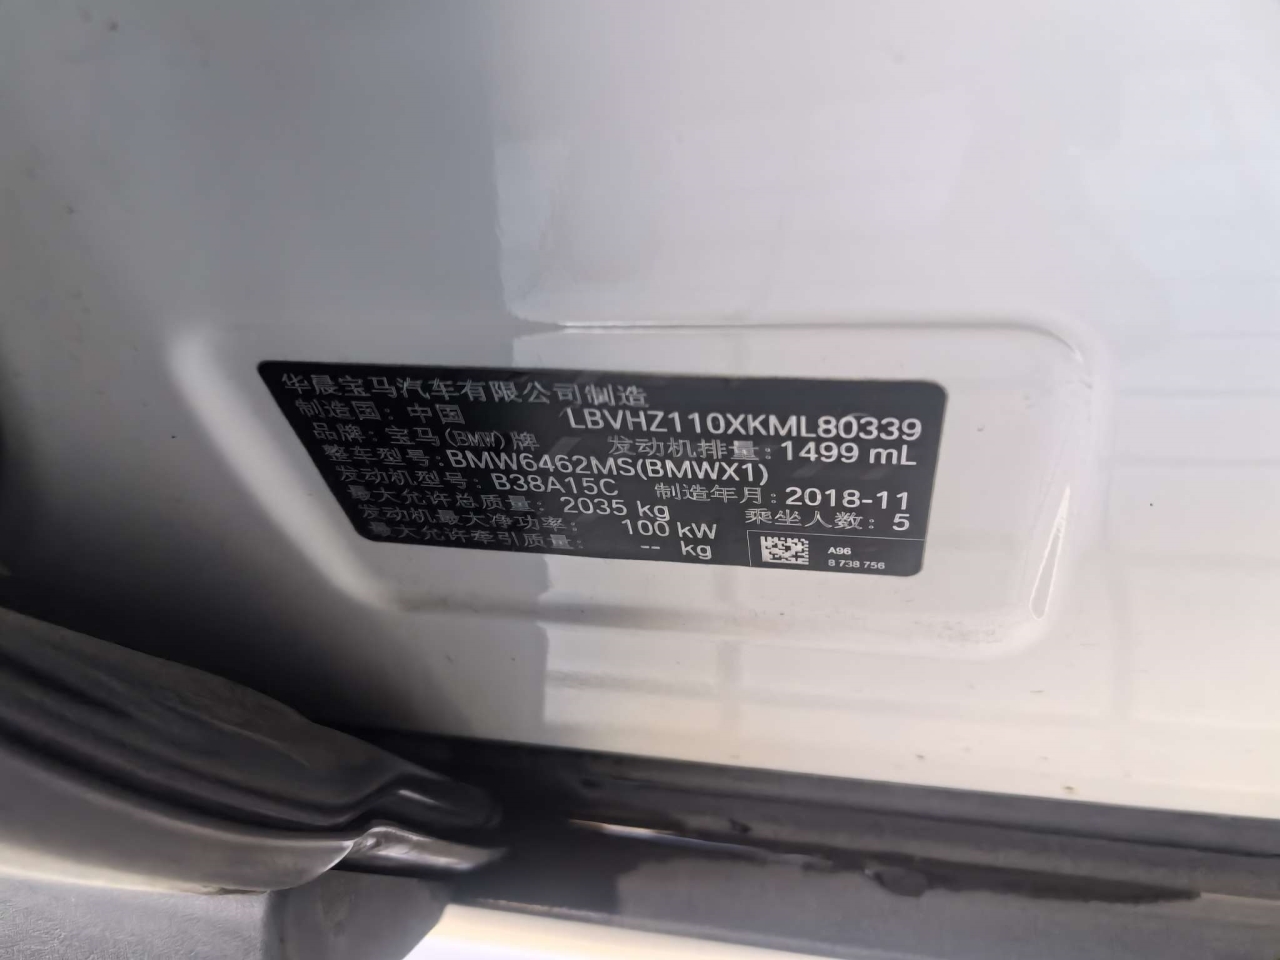 华晨宝马汽车有限公司制造
制造国：中国 LBVHZ110XKML80339
品牌：宝马(BMW)牌 发动机排量：1499 mL
整车型号：BMW6462MS(BMWX1)
发动机型号：B38A15C 制造年月：2018-11
最大允许总质量：2035 kg 乘坐人数：5
发动机最大净功率：100 kW
最大允许牵引质量：-- kg
A96
8 738 756